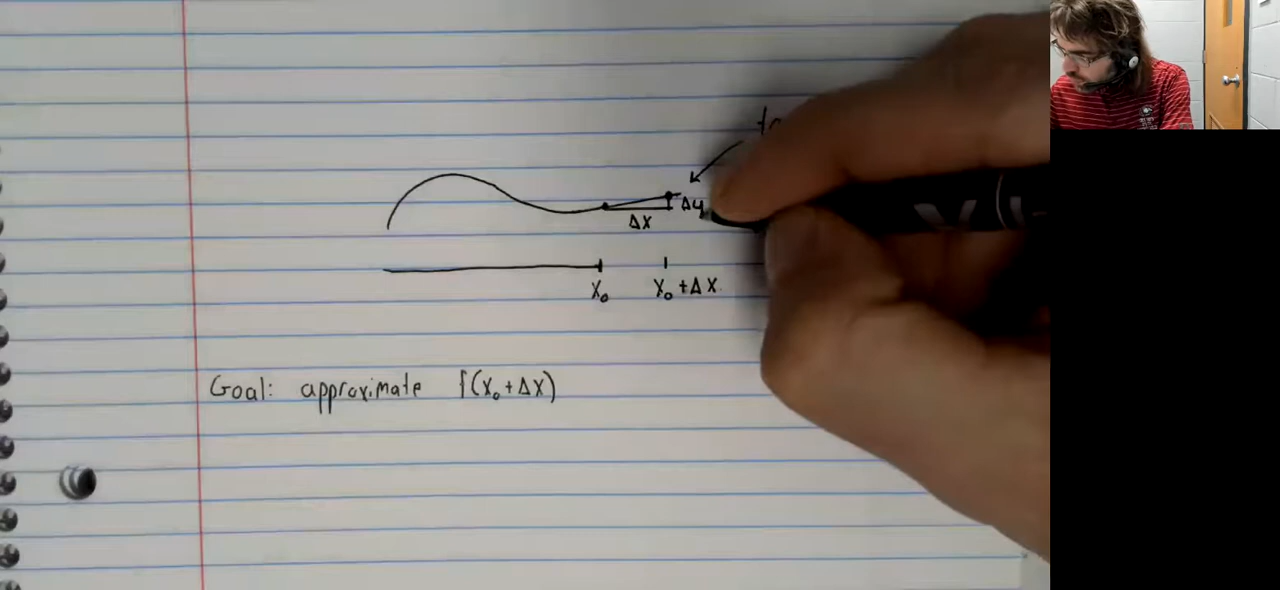 Δy
Δx
x₀ x₀ + Δx
Goal: approximate f(x₀ + Δx)